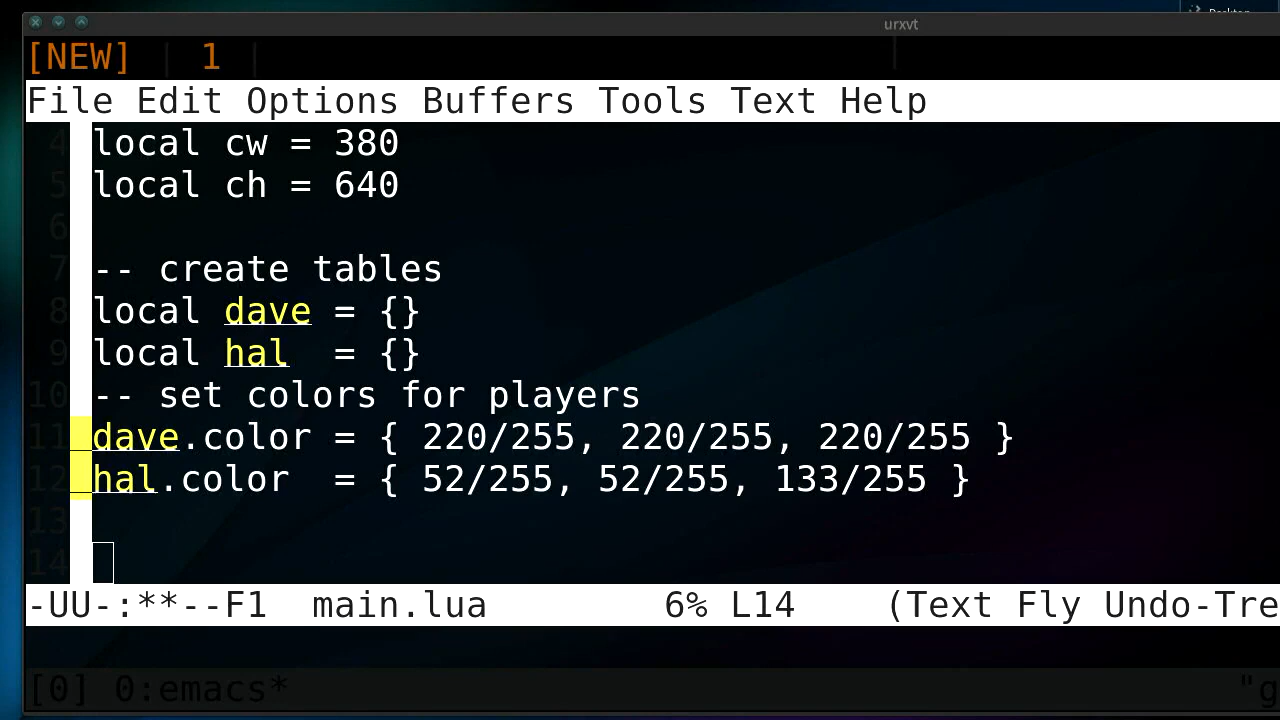 Desktop
urxvt
[NEW] | 1 |
File Edit Options Buffers Tools Text Help
4 local cw = 380
5 local ch = 640
6
7 -- create tables
8 local dave = {}
9 local hal  = {}
10 -- set colors for players
11 dave.color = { 220/255, 220/255, 220/255 }
12 hal.color  = { 52/255, 52/255, 133/255 }
13
14
-UU-:**--F1  main.lua        6% L14    (Text Fly Undo-Tre
[0] 0:emacs*                                           "g